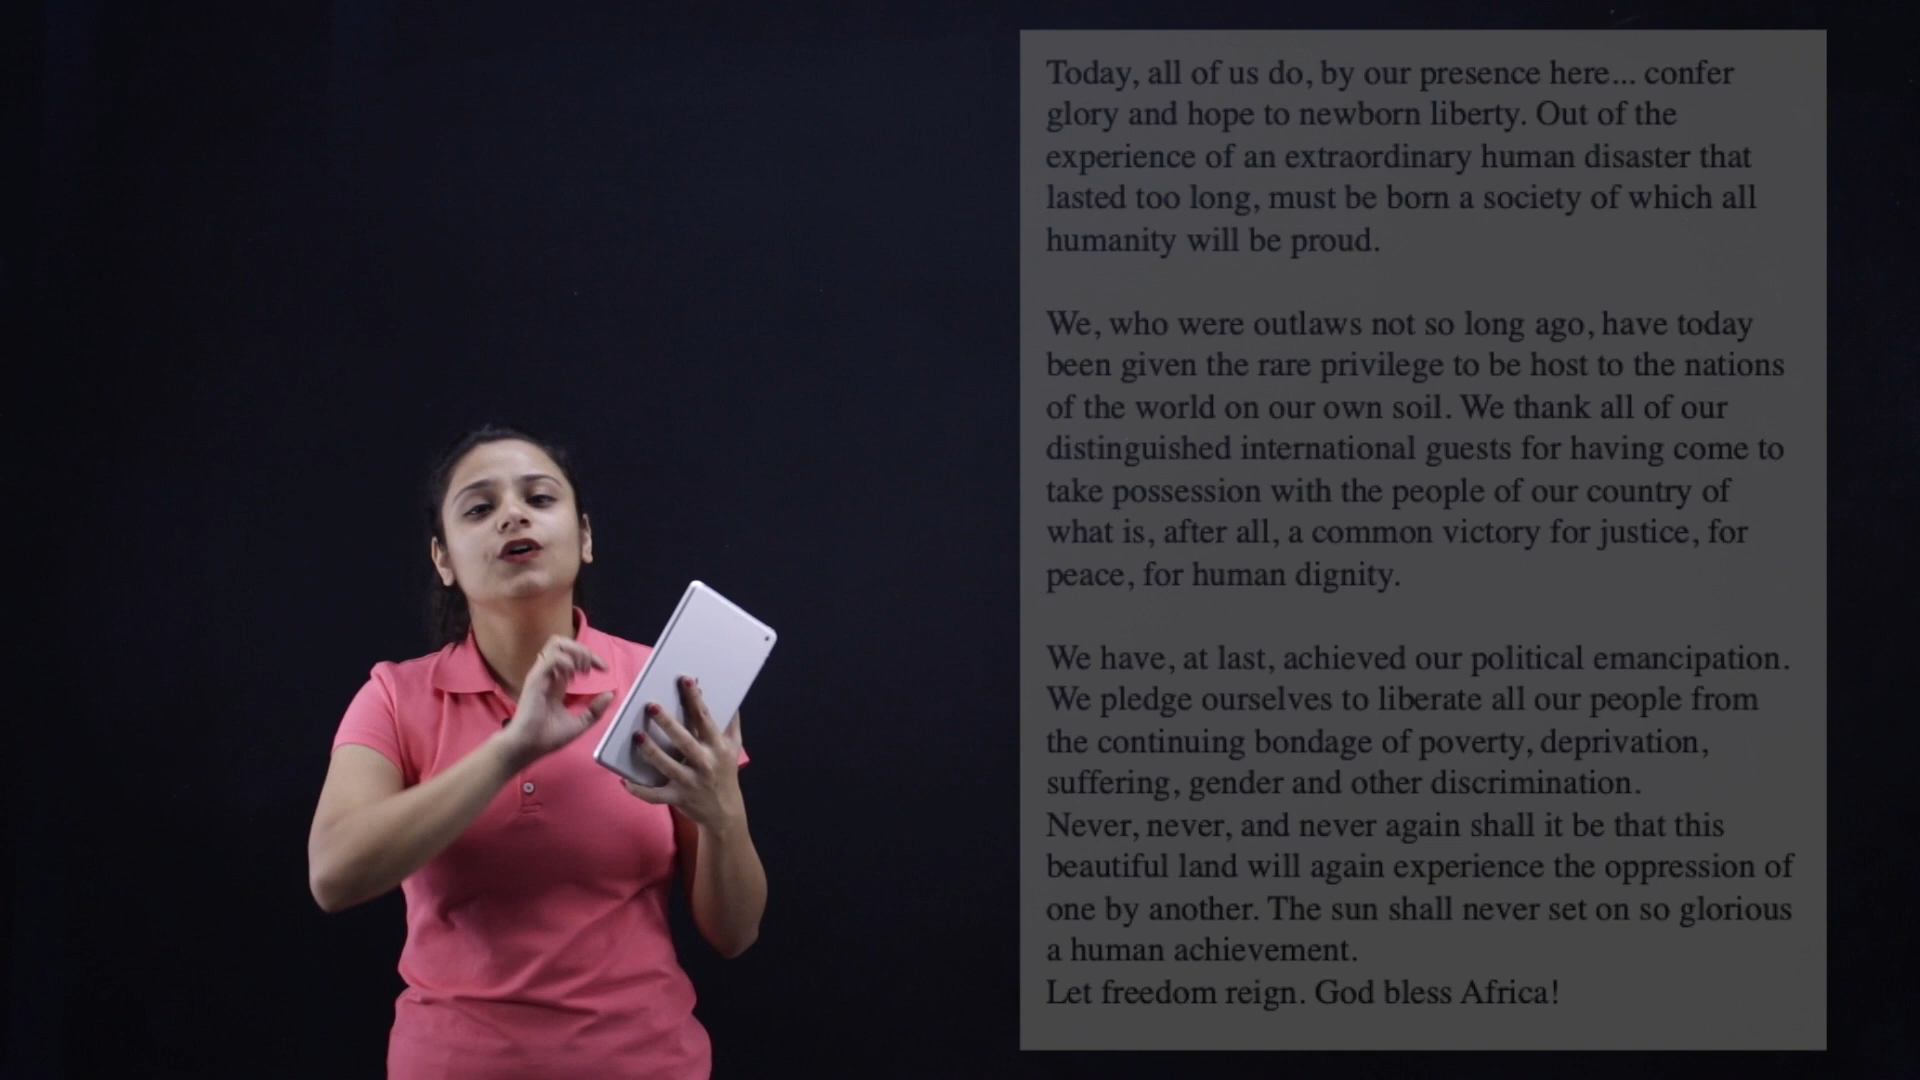 Today, all of us do, by our presence here... confer
glory and hope to newborn liberty. Out of the
experience of an extraordinary human disaster that
lasted too long, must be born a society of which all
humanity will be proud.
We, who were outlaws not so long ago, have today
been given the rare privilege to be host to the nations
of the world on our own soil. We thank all of our
distinguished international guests for having come to
take possession with the people of our country of
what is, after all, a common victory for justice, for
peace, for human dignity.
We have, at last, achieved our political emancipation.
We pledge ourselves to liberate all our people from
the continuing bondage of poverty, deprivation,
suffering, gender and other discrimination.
Never, never, and never again shall it be that this
beautiful land will again experience the oppression of
one by another. The sun shall never set on so glorious
a human achievement.
Let freedom reign. God bless Africa!